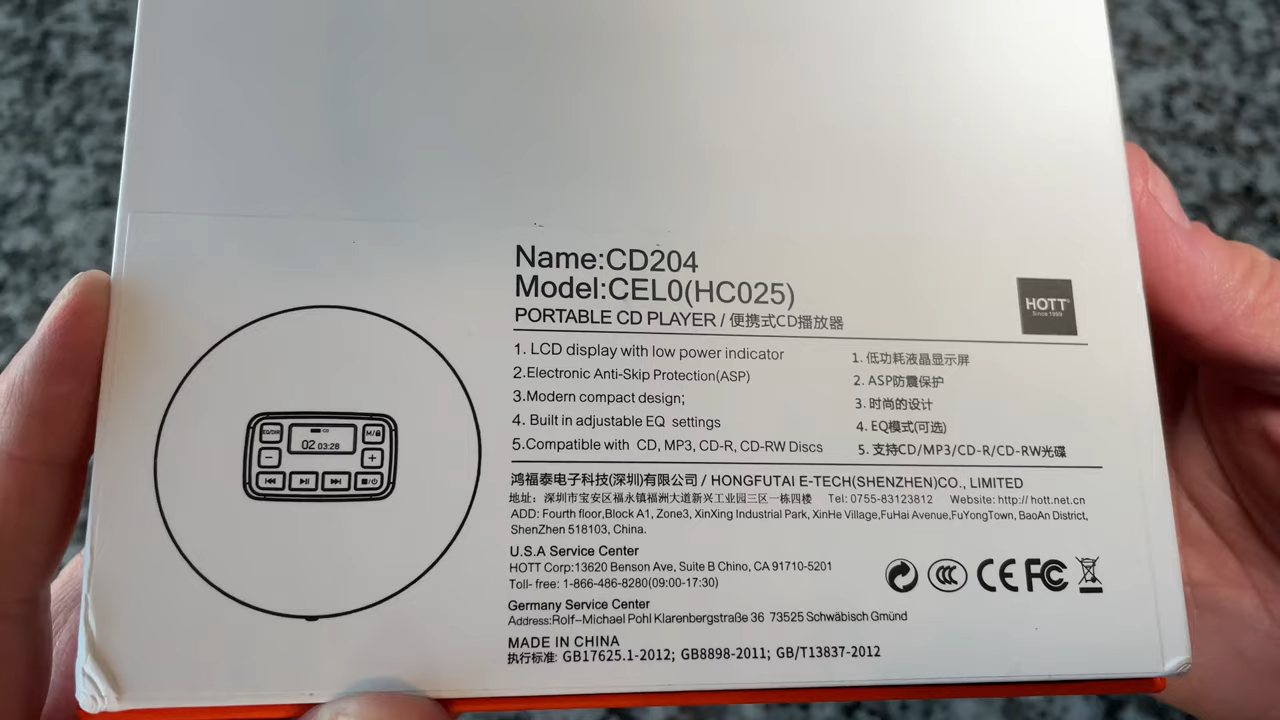 Name:CD204
Model:CEL0(HC025)
PORTABLE CD PLAYER / 便携式CD播放器
HOTT
Since 1999
1. LCD display with low power indicator
2.Electronic Anti-Skip Protection(ASP)
3.Modern compact design;
4. Built in adjustable EQ settings
5.Compatible with CD, MP3, CD-R, CD-RW Discs
1. 低功耗液晶显示屏
2. ASP防震保护
3. 时尚的设计
4. EQ模式(可选)
5. 支持CD/MP3/CD-R/CD-RW光碟
EQ/DIR
CD
02 03:28
M/
鸿福泰电子科技(深圳)有限公司 / HONGFUTAI E-TECH(SHENZHEN)CO., LIMITED
地址: 深圳市宝安区福永镇福洲大道新兴工业园三区一栋四楼 Tel: 0755-83123812 Website: http:// hott.net.cn
ADD: Fourth floor,Block A1, Zone3, XinXing Industrial Park, XinHe Village,FuHai Avenue,FuYongTown, BaoAn District,
ShenZhen 518103, China.
U.S.A Service Center
HOTT Corp:13620 Benson Ave, Suite B Chino, CA 91710-5201
Toll- free: 1-866-486-8280(09:00-17:30)
Germany Service Center
Address:Rolf-Michael Pohl Klarenbergstraße 36 73525 Schwäbisch Gmünd
CCC CE FC
MADE IN CHINA
执行标准: GB17625.1-2012; GB8898-2011; GB/T13837-2012